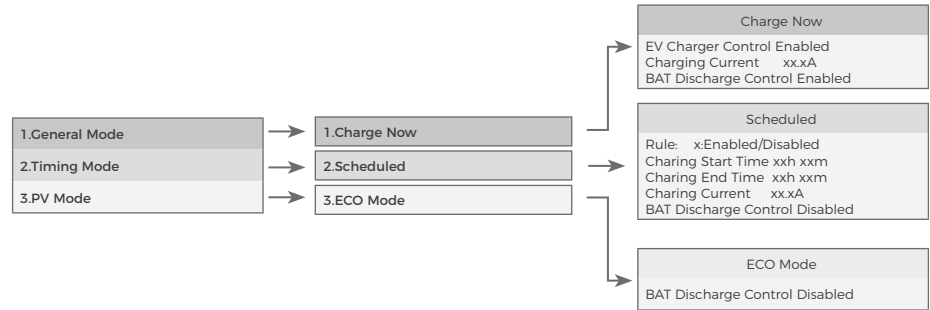 1.General Mode
2.Timing Mode
3.PV Mode
1.Charge Now
2.Scheduled
3.ECO Mode
Charge Now
EV Charger Control Enabled
Charging Current xx.xA
BAT Discharge Control Enabled
Scheduled
Rule: x:Enabled/Disabled
Charing Start Time xxh xxm
Charing End Time xxh xxm
Charing Current xx.xA
BAT Discharge Control Disabled
ECO Mode
BAT Discharge Control Disabled